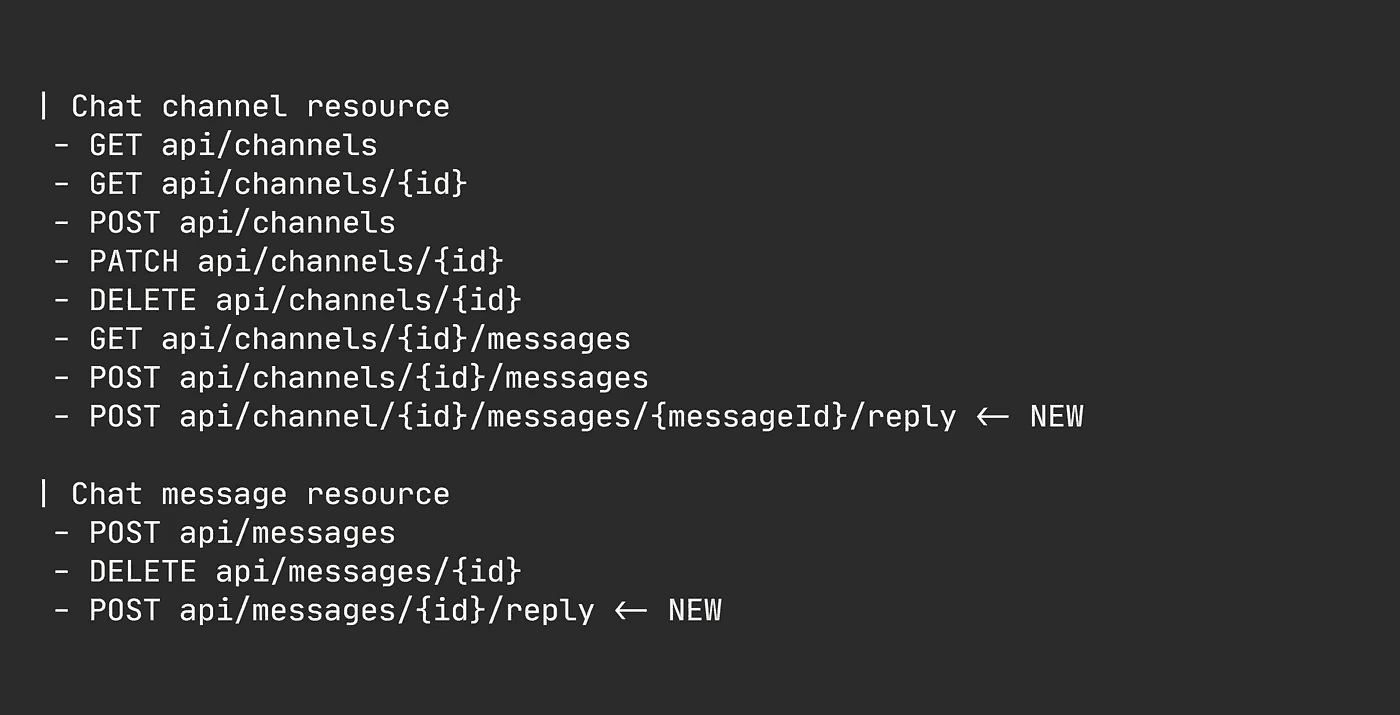 | Chat channel resource
- GET api/channels
- GET api/channels/{id}
- POST api/channels
- PATCH api/channels/{id}
- DELETE api/channels/{id}
- GET api/channels/{id}/messages
- POST api/channels/{id}/messages
- POST api/channel/{id}/messages/{messageId}/reply ← NEW
| Chat message resource
- POST api/messages
- DELETE api/messages/{id}
- POST api/messages/{id}/reply ← NEW